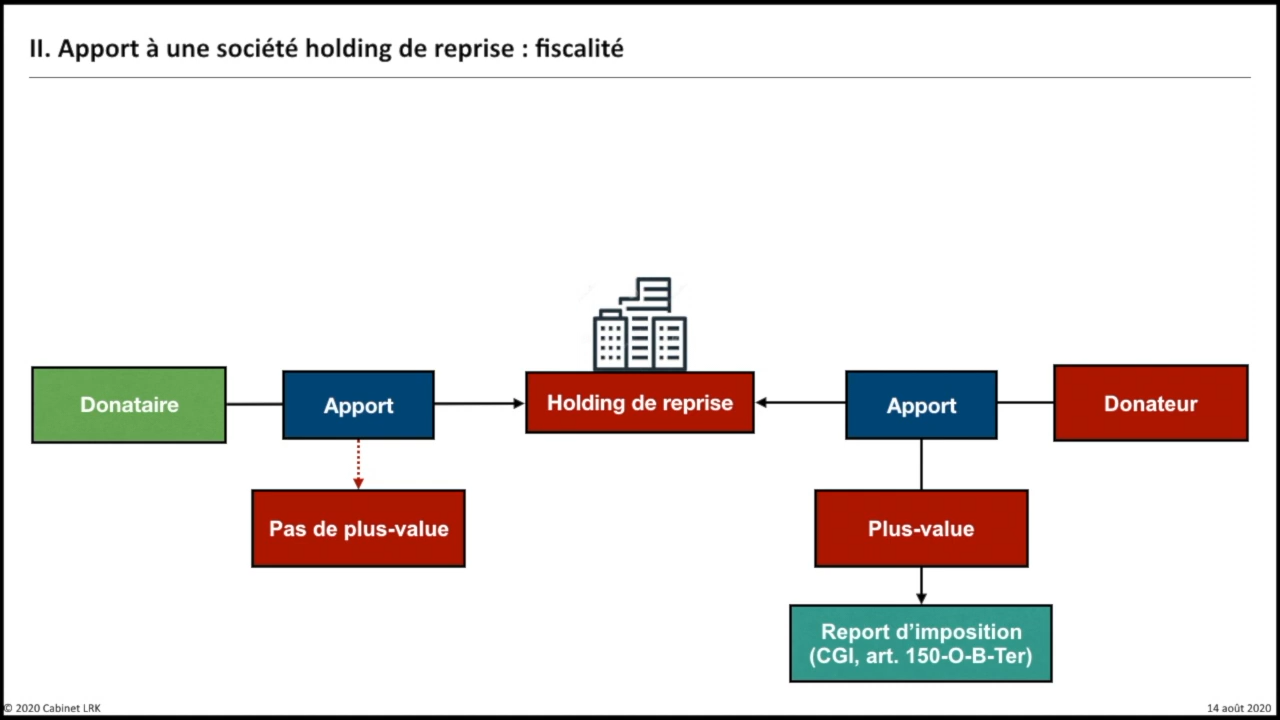 II. Apport à une société holding de reprise : fiscalité
Donataire
Apport
Holding de reprise
Apport
Donateur
Pas de plus-value
Plus-value
Report d’imposition
(CGI, art. 150-O-B-Ter)
© 2020 Cabinet LRK
14 août 2020